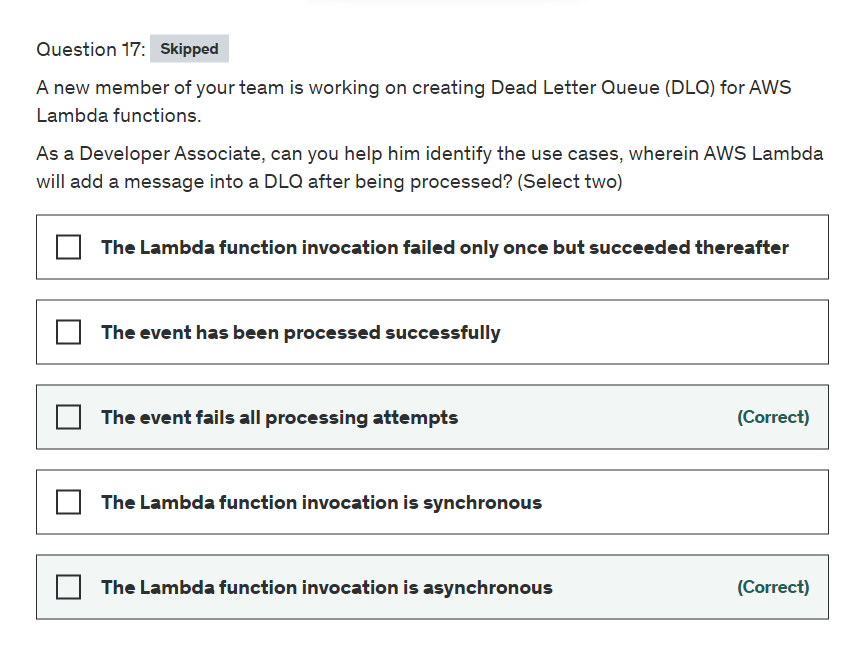 Question 17: Skipped
A new member of your team is working on creating Dead Letter Queue (DLQ) for AWS
Lambda functions.
As a Developer Associate, can you help him identify the use cases, wherein AWS Lambda
will add a message into a DLQ after being processed? (Select two)
The Lambda function invocation failed only once but succeeded thereafter
The event has been processed successfully
The event fails all processing attempts (Correct)
The Lambda function invocation is synchronous
The Lambda function invocation is asynchronous (Correct)